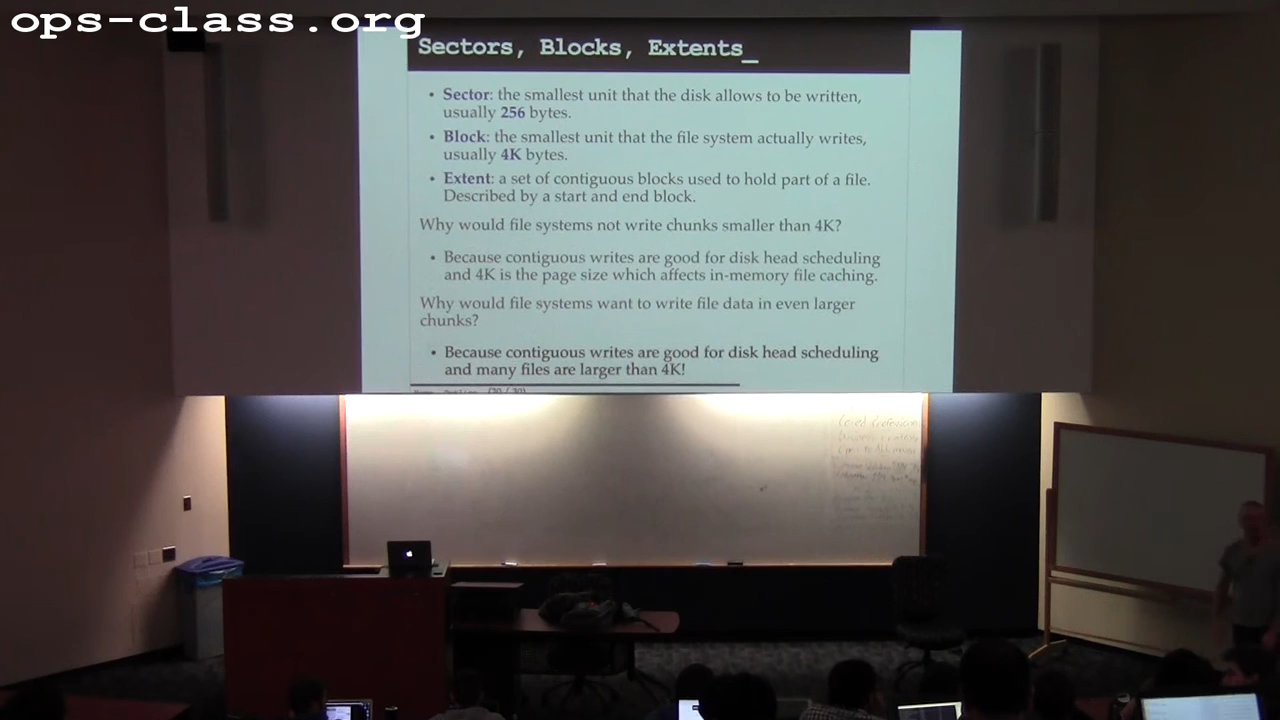 ops-class.org
Sectors, Blocks, Extents_
• Sector: the smallest unit that the disk allows to be written,
usually 256 bytes.
• Block: the smallest unit that the file system actually writes,
usually 4K bytes.
• Extent: a set of contiguous blocks used to hold part of a file.
Described by a start and end block.
Why would file systems not write chunks smaller than 4K?
• Because contiguous writes are good for disk head scheduling
and 4K is the page size which affects in-memory file caching.
Why would file systems want to write file data in even larger
chunks?
• Because contiguous writes are good for disk head scheduling
and many files are larger than 4K!